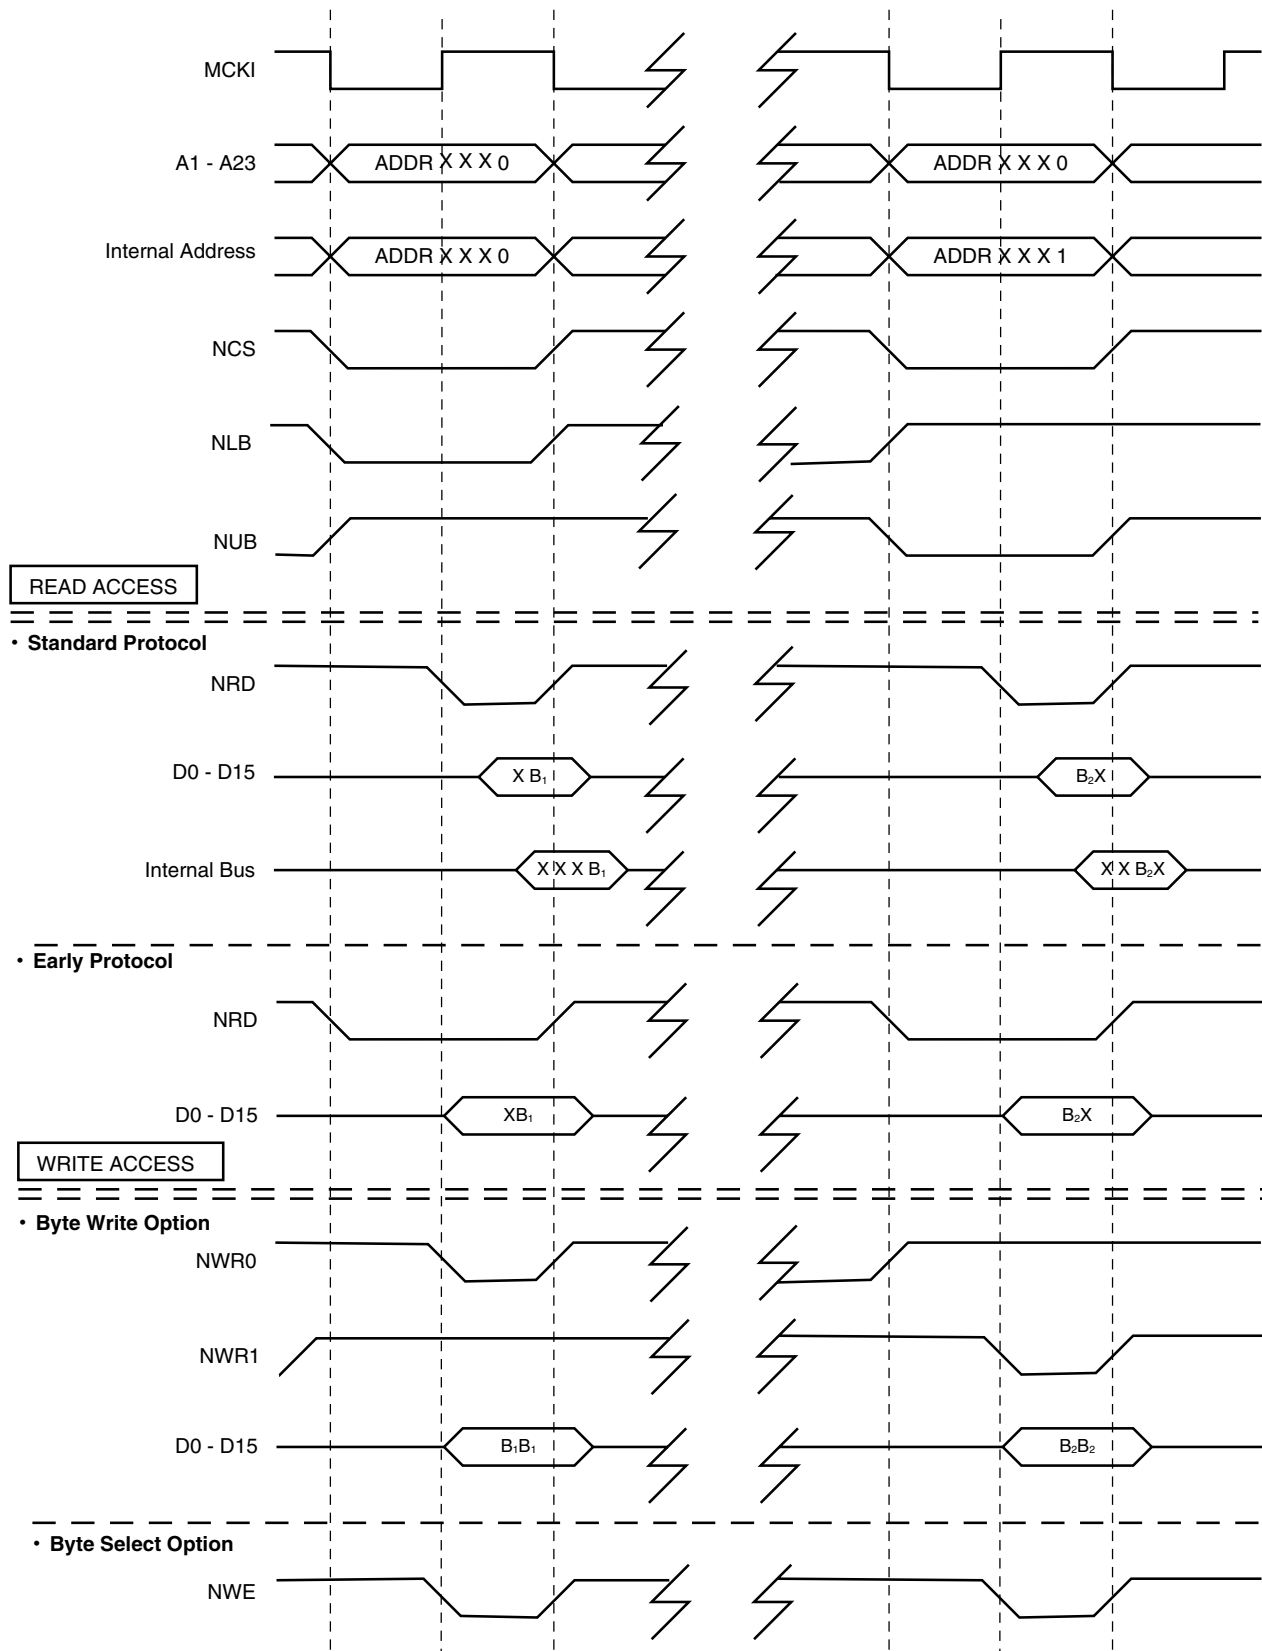 MCKI
A1 - A23
ADDR X X X 0
ADDR X X X 0
Internal Address
ADDR X X X 0
ADDR X X X 1
NCS
NLB
NUB
READ ACCESS
• Standard Protocol
NRD
D0 - D15
X B₁
B₂X
Internal Bus
X X X B₁
X X B₂X
• Early Protocol
NRD
D0 - D15
XB₁
B₂X
WRITE ACCESS
• Byte Write Option
NWR0
NWR1
D0 - D15
B₁B₁
B₂B₂
• Byte Select Option
NWE